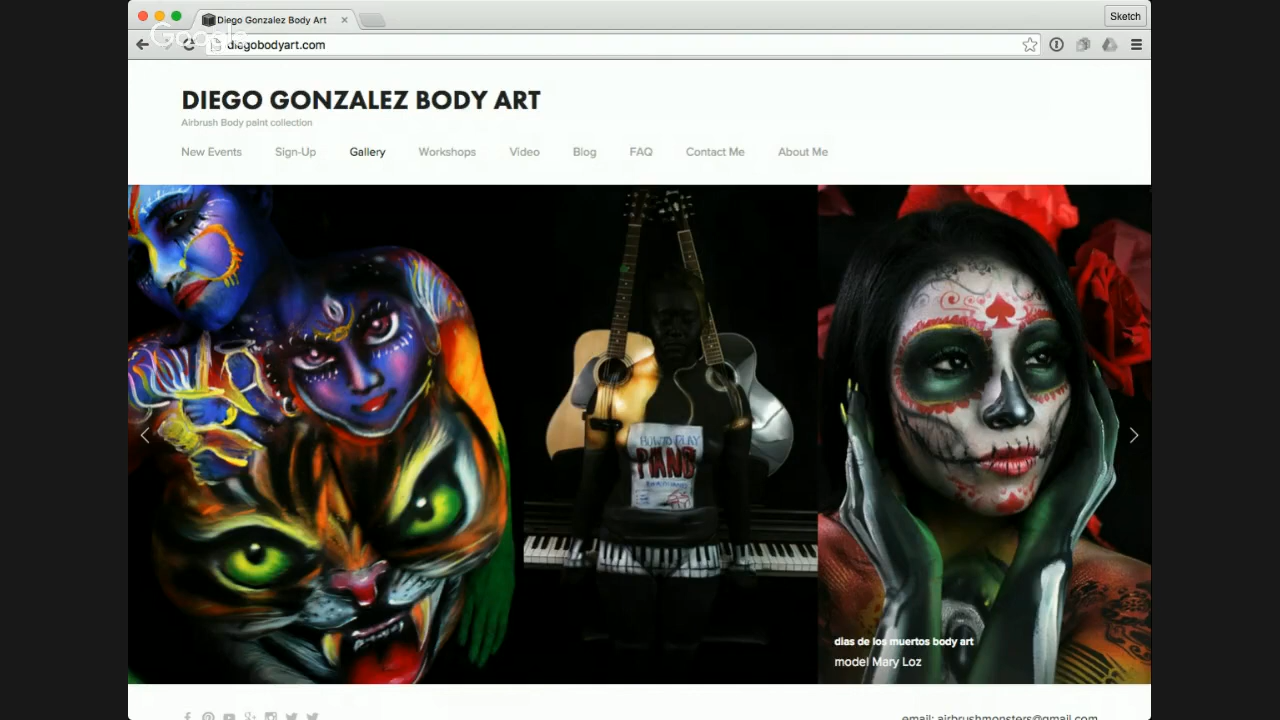 Diego Gonzalez Body Art
Sketch
Google
diegobodyart.com
DIEGO GONZALEZ BODY ART
Airbrush Body paint collection
New Events Sign-Up Gallery Workshops Video Blog FAQ Contact Me About Me
HOW TO PLAY
PIANO
dias de los muertos body art
model Mary Loz
email: airbrushmonsters@gmail.com